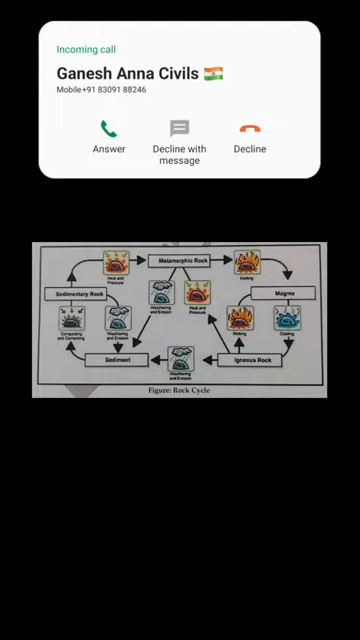 Incoming call
Ganesh Anna Civils 🇮🇳
Mobile +91 83091 88246
Answer
Decline with
message
Decline
Metamorphic Rock
Heat and
Pressure
Melting
Sedimentary Rock
Magma
Weathering
and Erosion
Heat and
Pressure
Compacting
and Cementing
Weathering
and Erosion
Melting
Cooling
Sediment
Igneous Rock
Weathering
and Erosion
Figure: Rock Cycle